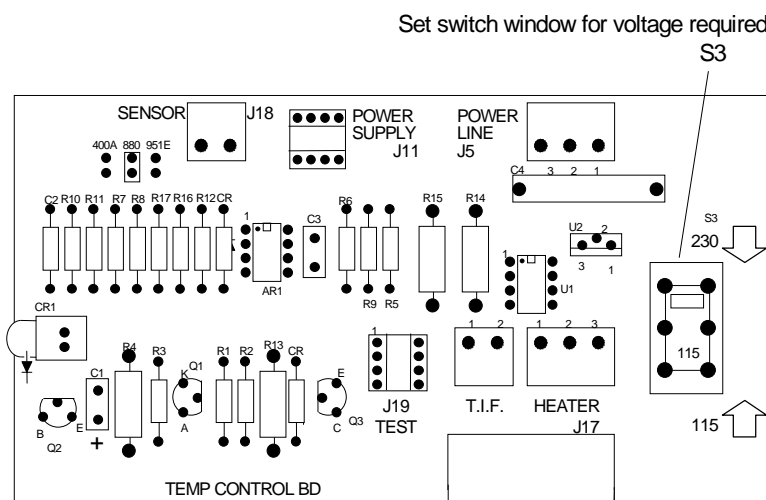 Set switch window for voltage required
S3
SENSOR
J18
POWER
SUPPLY
J11
POWER
LINE
J5
400A 880 951E
C4 3 2 1
C2 R10 R11 R7 R8 R17 R16 R12 CR
1
C3
R6
R15
R14
AR1
R9 R5
1
U1
U2 2
3 1
S3
230
115
115
CR1
R4
R3
C1
Q1
K
A
R1 R2 R13 CR
E
C
Q3
B
E
Q2
+
1
J19
TEST
1 2
T.I.F.
1 2 3
HEATER
J17
TEMP CONTROL BD